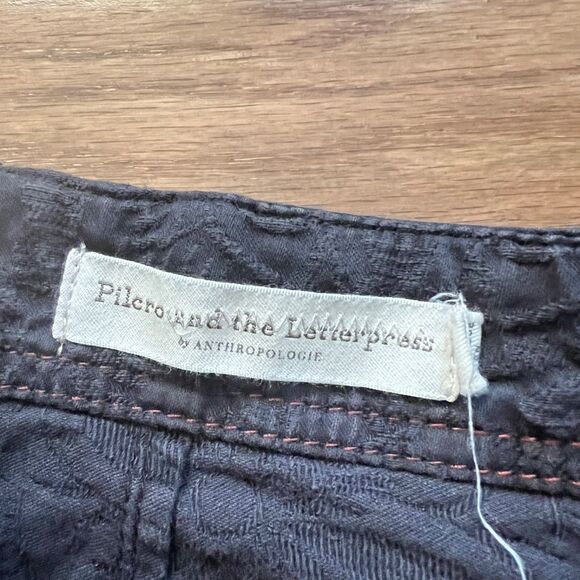 Pilcro and the Letterpress
by ANTHROPOLOGIE